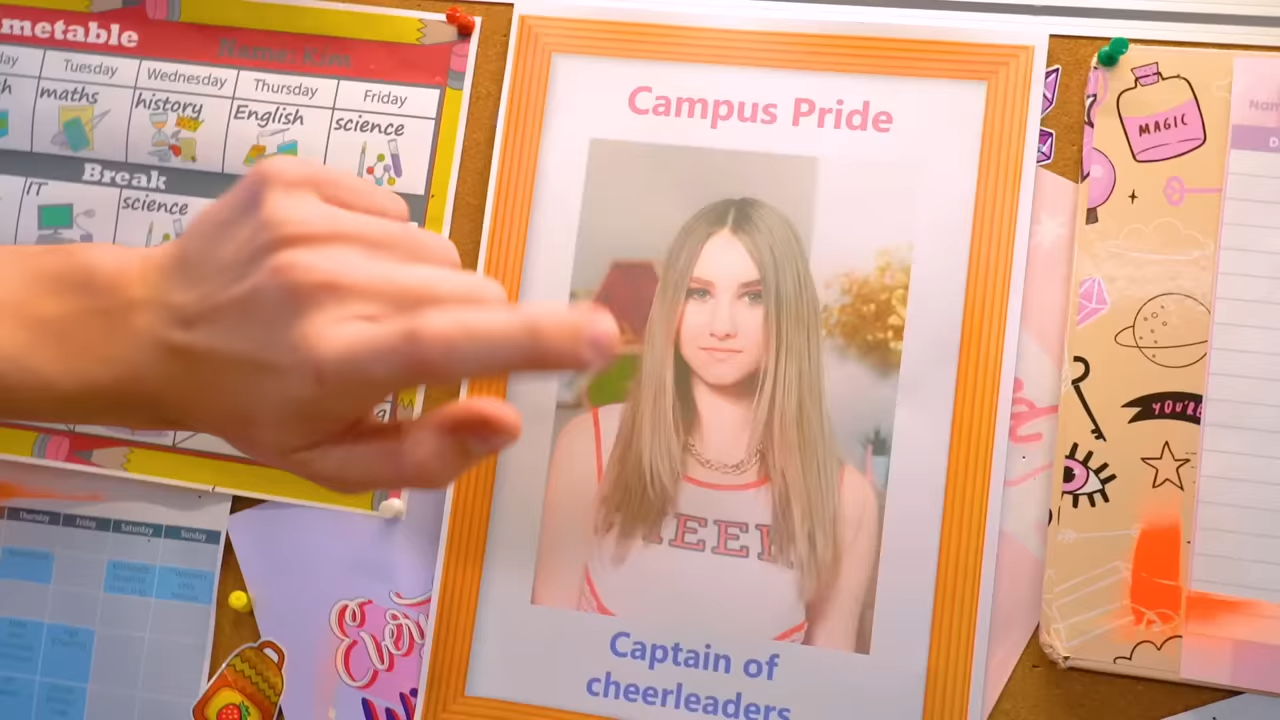 metable
Name: Kim
Tuesday
Wednesday
Thursday
Friday
maths
history
English
science
Break
IT
science
Thursday
Friday
Saturday
Sunday
Campus Pride
HEER
Captain of
cheerleaders
MAGIC
YOU'RE